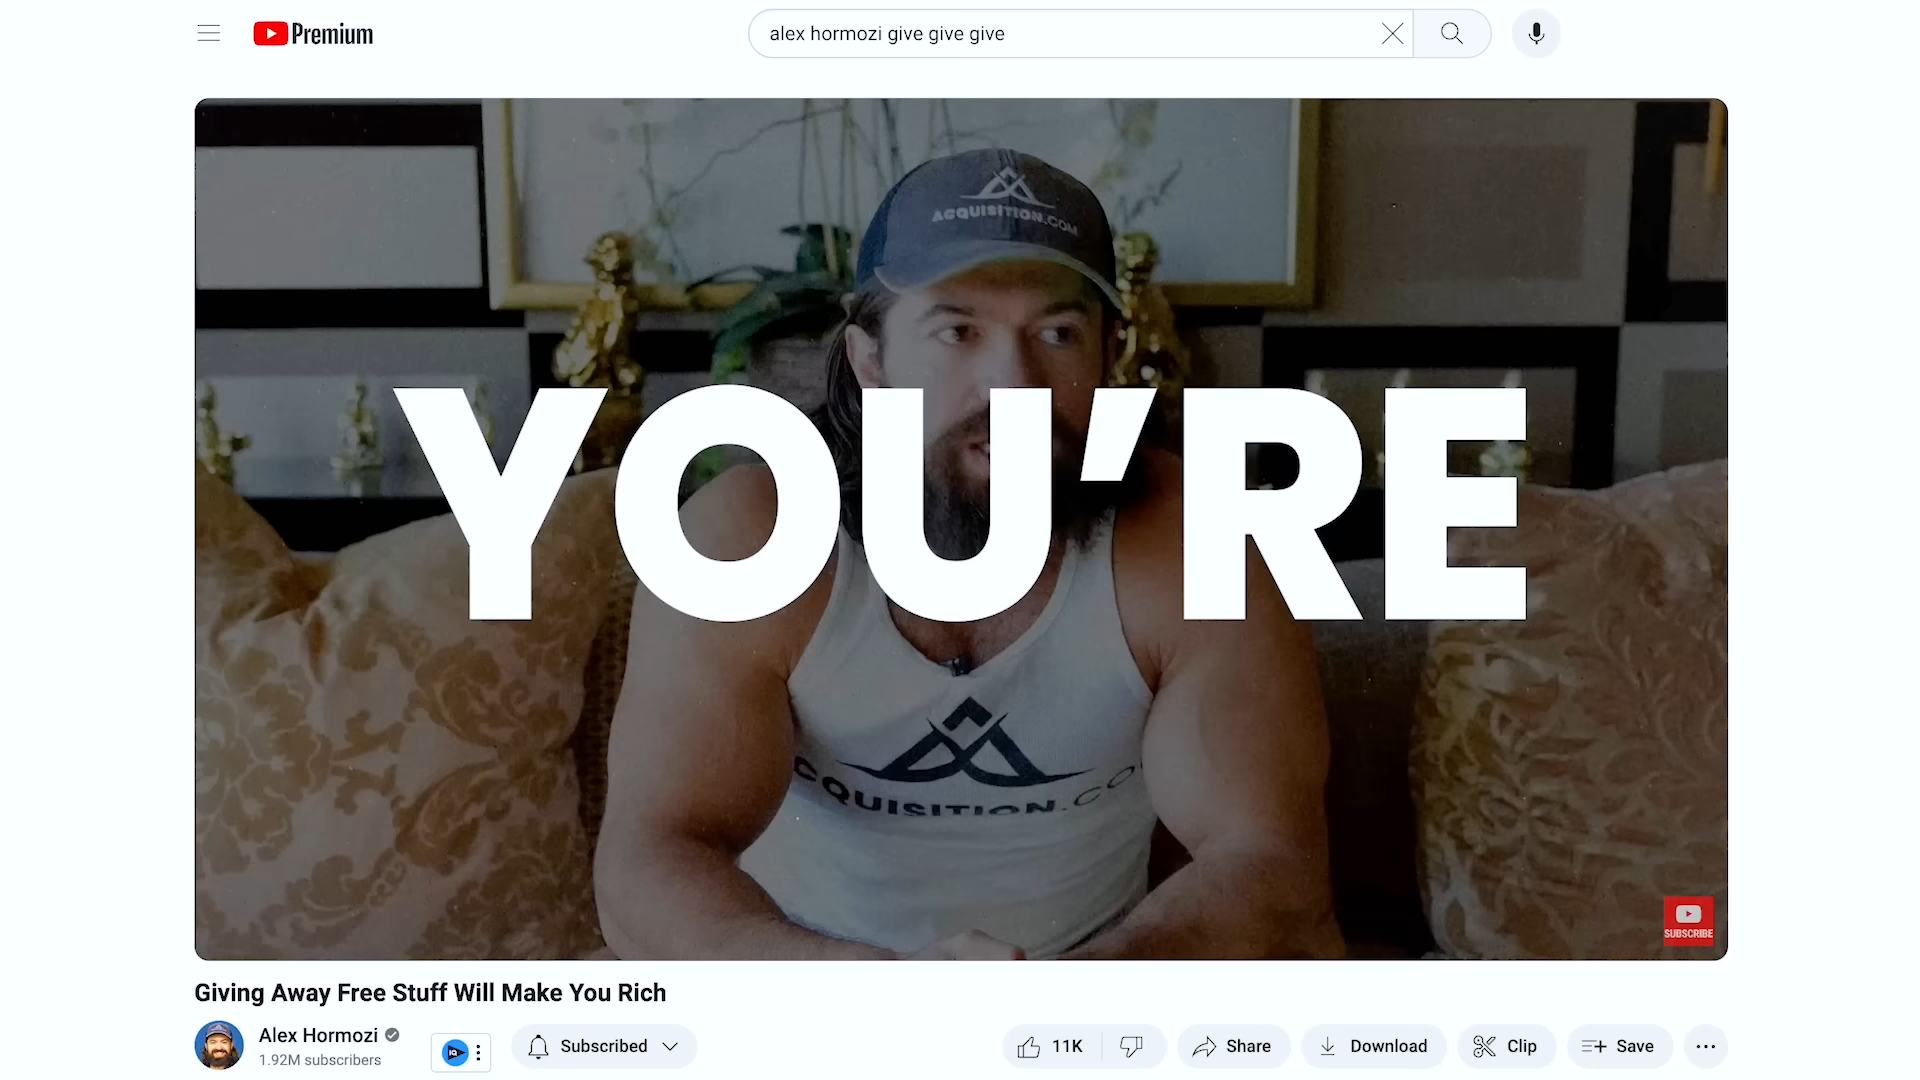 Premium
alex hormozi give give give
ACQUISITION.COM
YOU'RE
CQUISITION.CO
SUBSCRIBE
Giving Away Free Stuff Will Make You Rich
Alex Hormozi
1.92M subscribers
IQ
Subscribed
11K
Share
Download
Clip
Save